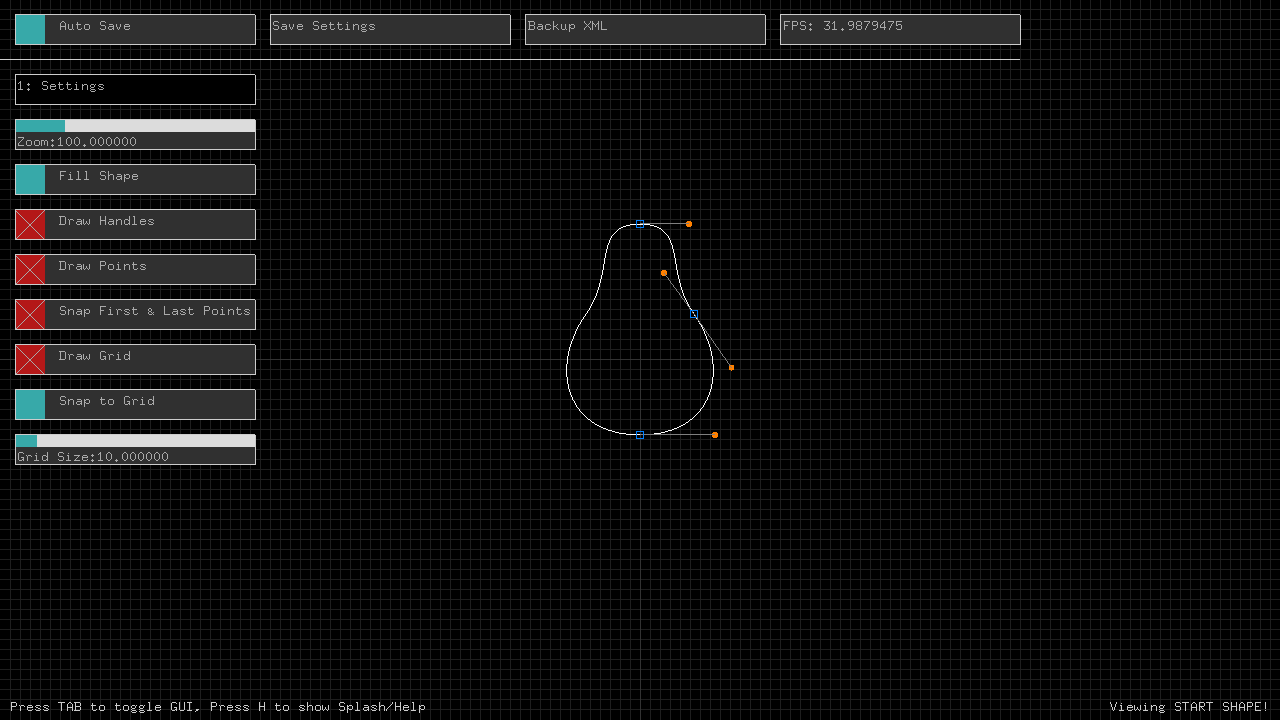 Auto Save
Save Settings
Backup XML
FPS: 31.9879475
1: Settings
Zoom:100.000000
Fill Shape
Draw Handles
Draw Points
Snap First & Last Points
Draw Grid
Snap to Grid
Grid Size:10.000000
Press TAB to toggle GUI, Press H to show Splash/Help
Viewing START SHAPE!